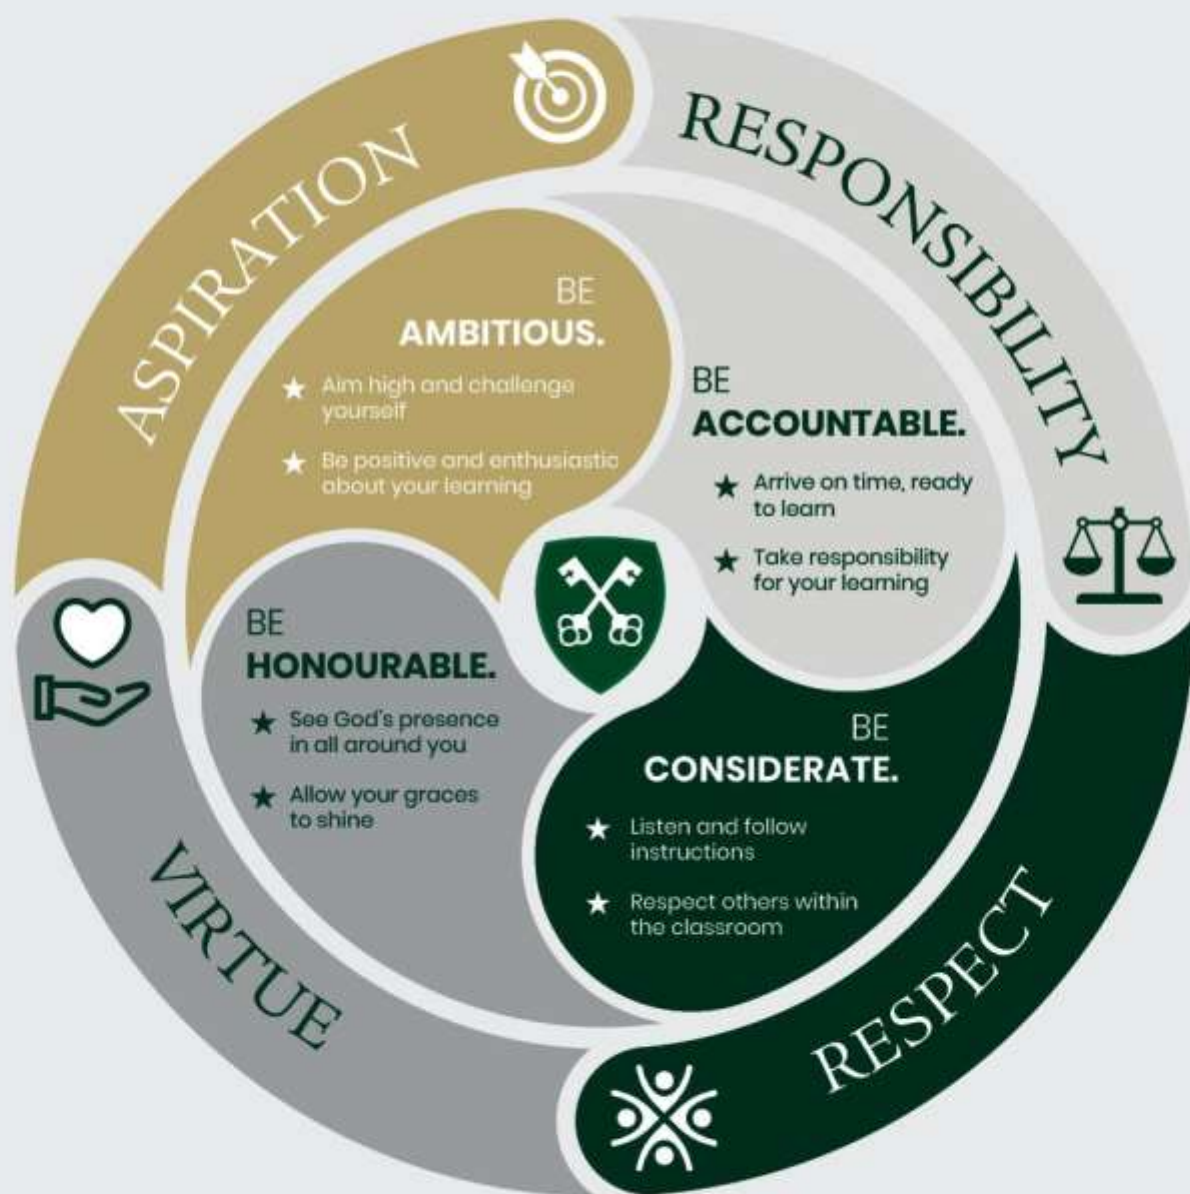 ASPIRATION
BE
AMBITIOUS.
★ Aim high and challenge
yourself
★ Be positive and enthusiastic
about your learning
RESPONSIBILITY
BE
ACCOUNTABLE.
★ Arrive on time, ready
to learn
★ Take responsibility
for your learning
VIRTUE
BE
HONOURABLE.
★ See God's presence
in all around you
★ Allow your graces
to shine
RESPECT
BE
CONSIDERATE.
★ Listen and follow
instructions
★ Respect others within
the classroom